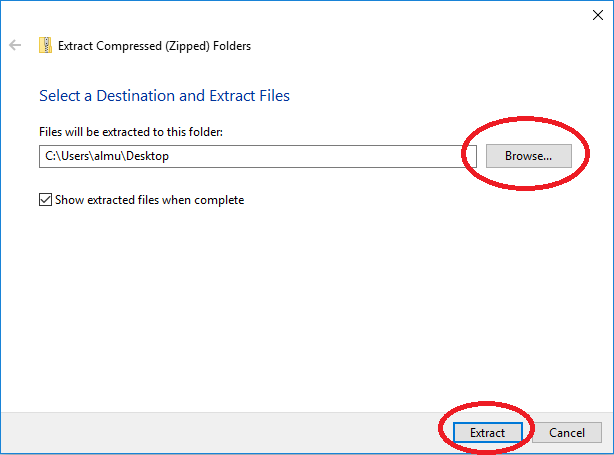 Extract Compressed (Zipped) Folders
Select a Destination and Extract Files
Files will be extracted to this folder:
C:\Users\almu\Desktop
Browse...
Show extracted files when complete
Extract
Cancel